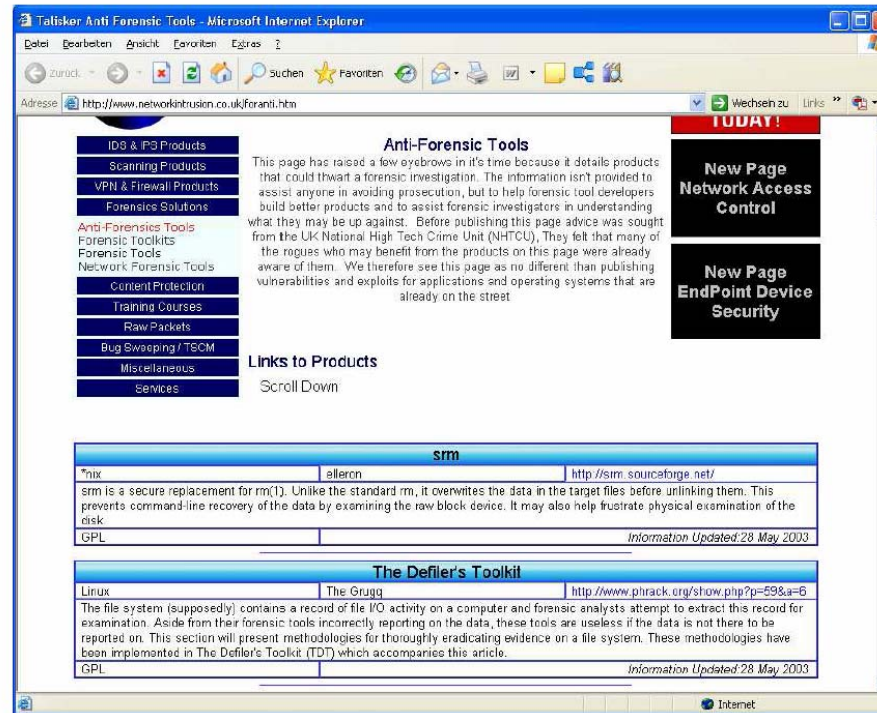 Talisker Anti Forensic Tools - Microsoft Internet Explorer
Datei Bearbeiten Ansicht Favoriten Extras ?
Zurück Suchen Favoriten
Adresse http://www.networkintrusion.co.uk/foranti.htm Wechseln zu Links »
TODAY!
IDS & IPS Products
Scanning Products
VPN & Firewall Products
Forensics Solutions
Anti-Forensics Tools
Forensic Toolkits
Forensic Tools
Network Forensic Tools
Content Protection
Training Courses
Raw Packets
Bug Sweeping / TSCM
Miscellaneous
Services
Anti-Forensic Tools
This page has raised a few eyebrows in it's time because it details products
that could thwart a forensic investigation. The information isn't provided to
assist anyone in avoiding prosecution, but to help forensic tool developers
build better products and to assist forensic investigators in understanding
what they may be up against. Before publishing this page advice was sought
from the UK National High Tech Crime Unit (NHTCU), They felt that many of
the rogues who may benefit from the products on this page were already
aware of them. We therefore see this page as no different than publishing
vulnerabilities and exploits for applications and operating systems that are
already on the street
Links to Products
Scroll Down
New Page
Network Access
Control
New Page
EndPoint Device
Security
srm
*nix elleron http://srm.sourceforge.net/
srm is a secure replacement for rm(1). Unlike the standard rm, it overwrites the data in the target files before unlinking them. This
prevents command-line recovery of the data by examining the raw block device. It may also help frustrate physical examination of the
disk
GPL Information Updated:28 May 2003
The Defiler's Toolkit
Linux The Grugq http://www.phrack.org/show.php?p=59&a=6
The file system (supposedly) contains a record of file I/O activity on a computer and forensic analysts attempt to extract this record for
examination. Aside from their forensic tools incorrectly reporting on the data, these tools are useless if the data is not there to be
reported on. This section will present methodologies for thoroughly eradicating evidence on a file system. These methodologies have
been implemented in The Defiler's Toolkit (TDT) which accompanies this article.
GPL Information Updated:28 May 2003
Internet